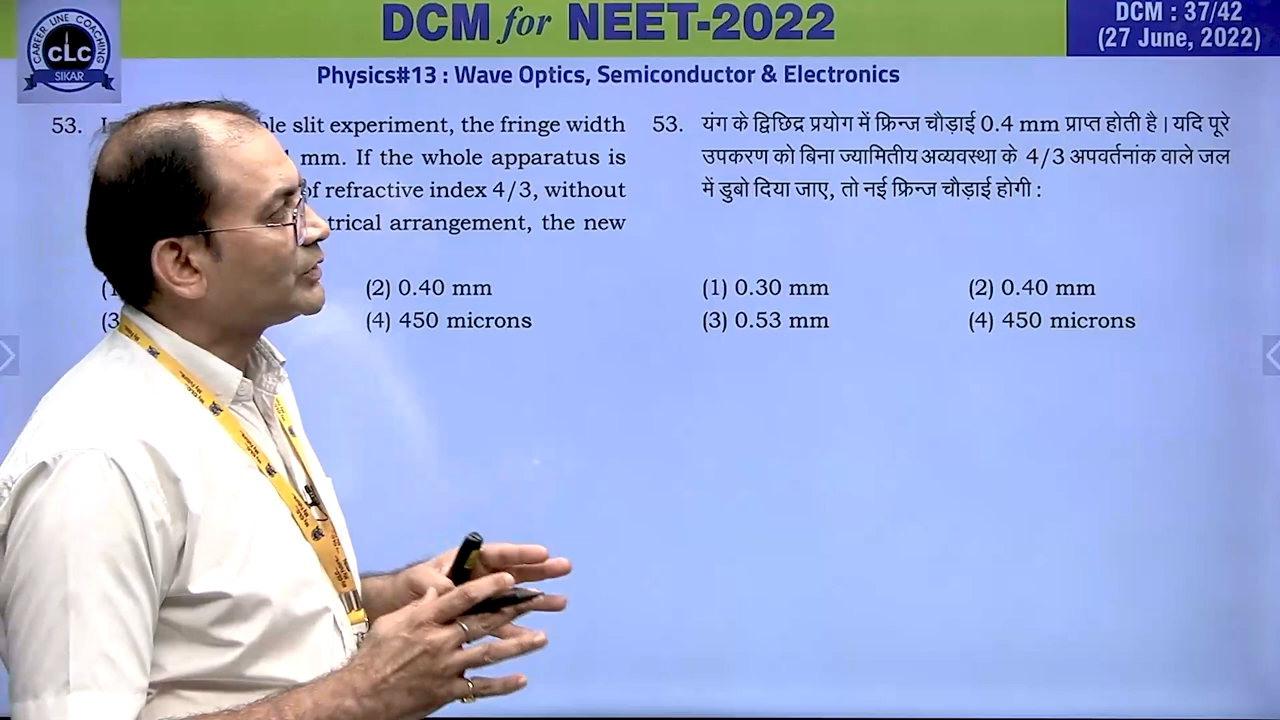 DCM for NEET-2022
DCM : 37/42
(27 June, 2022)
CAREER LINE COACHING
CLC
SIKAR
Physics#13 : Wave Optics, Semiconductor & Electronics
53.
slit experiment, the fringe width
mm. If the whole apparatus is
of refractive index 4/3, without
arrangement, the new
(2) 0.40 mm
(4) 450 microns
53. यंग के द्विछिद्र प्रयोग में फ्रिन्ज चौड़ाई 0.4 mm प्राप्त होती है । यदि पूरे
उपकरण को बिना ज्यामितीय अव्यवस्था के 4/3 अपवर्तनांक वाले जल
में डुबो दिया जाए, तो नई फ्रिन्ज चौड़ाई होगी :
(1) 0.30 mm (2) 0.40 mm
(3) 0.53 mm (4) 450 microns